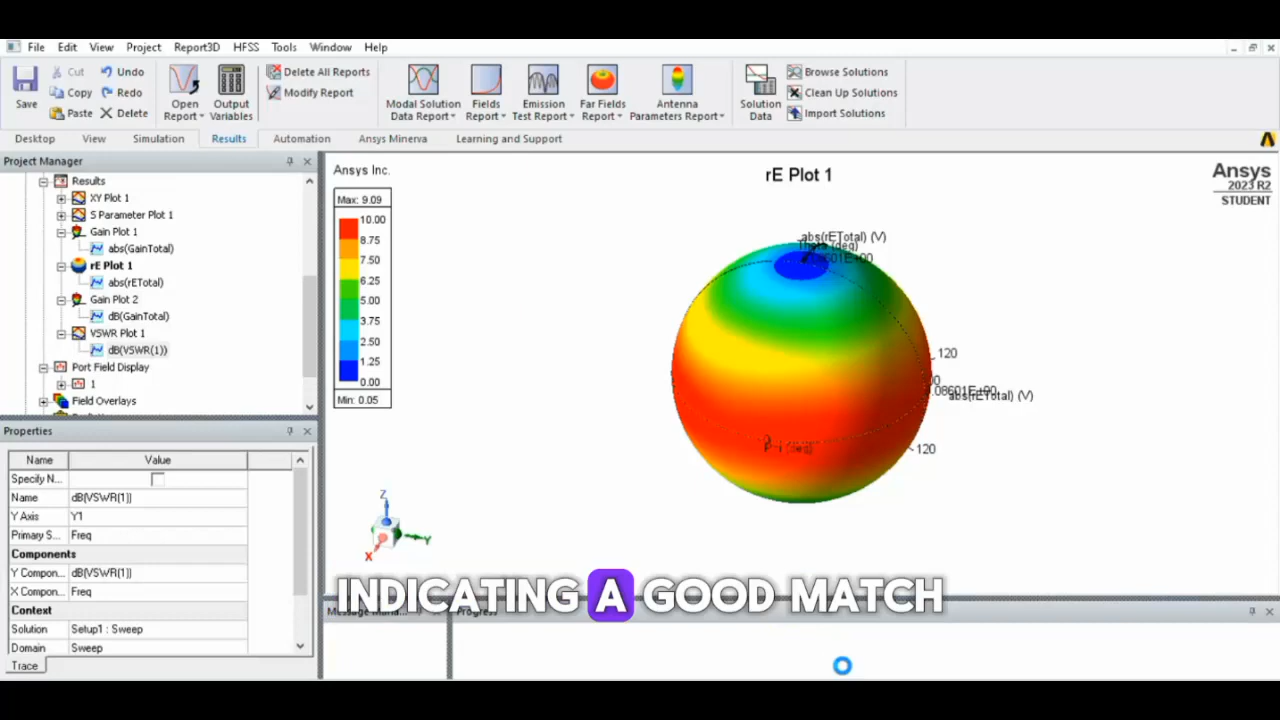 File Edit View Project Report3D HFSS Tools Window Help
Save
Cut
Copy
Paste
Undo
Redo
Delete
Open Report
Output Variables
Delete All Reports
Modify Report
Modal Solution Data Report
Fields Report
Emission Test Report
Far Fields Report
Antenna Parameters Report
Solution Data
Browse Solutions
Clean Up Solutions
Import Solutions
Desktop View Simulation Results Automation Ansys Minerva Learning and Support
Project Manager
Results
XY Plot 1
S Parameter Plot 1
Gain Plot 1
abs(GainTotal)
rE Plot 1
abs(rETotal)
Gain Plot 2
dB(GainTotal)
VSWR Plot 1
dB(VSWR(1))
Port Field Display
1
Field Overlays
Properties
Name Value
Specify N...
Name dB(VSWR(1))
Y Axis Y1
Primary S... Freq
Components
Y Compon... dB(VSWR(1))
X Compon... Freq
Context
Solution Setup1 : Sweep
Domain Sweep
Trace
Ansys Inc.
rE Plot 1
Ansys
2023 R2
STUDENT
Max: 9.09
10.00
8.75
7.50
6.25
5.00
3.75
2.50
1.25
0.00
Min: 0.05
abs(rETotal) (V)
Theta (deg)
120
abs(rETotal) (V)
120
Z
Y
X
INDICATING A GOOD MATCH
Progress